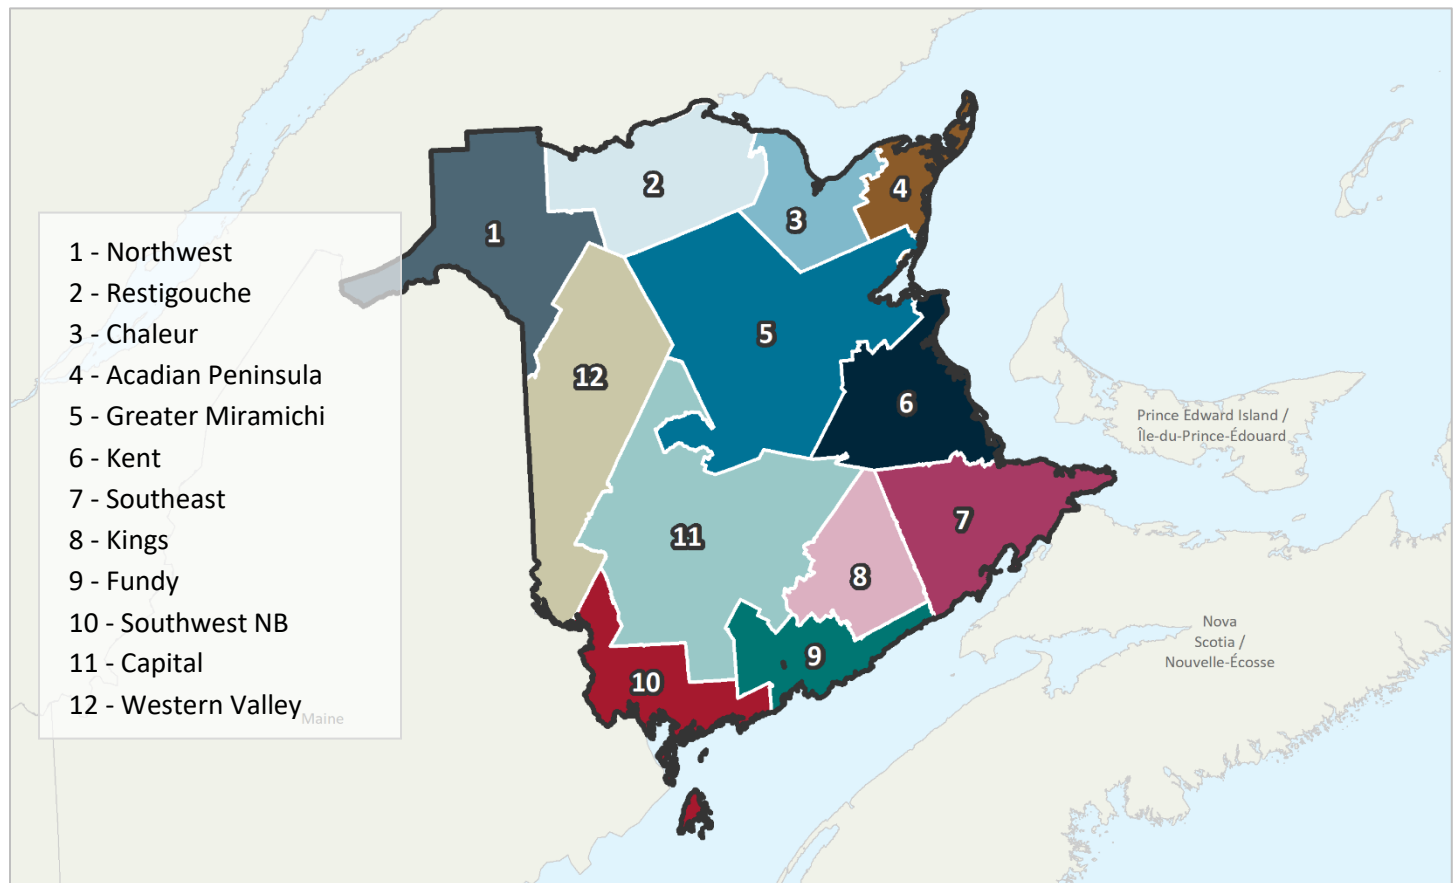 1 - Northwest
2 - Restigouche
3 - Chaleur
4 - Acadian Peninsula
5 - Greater Miramichi
6 - Kent
7 - Southeast
8 - Kings
9 - Fundy
10 - Southwest NB
11 - Capital
12 - Western Valley
Maine
1
2
3
4
5
6
7
8
9
10
11
12
Prince Edward Island /
Île-du-Prince-Édouard
Nova
Scotia /
Nouvelle-Écosse